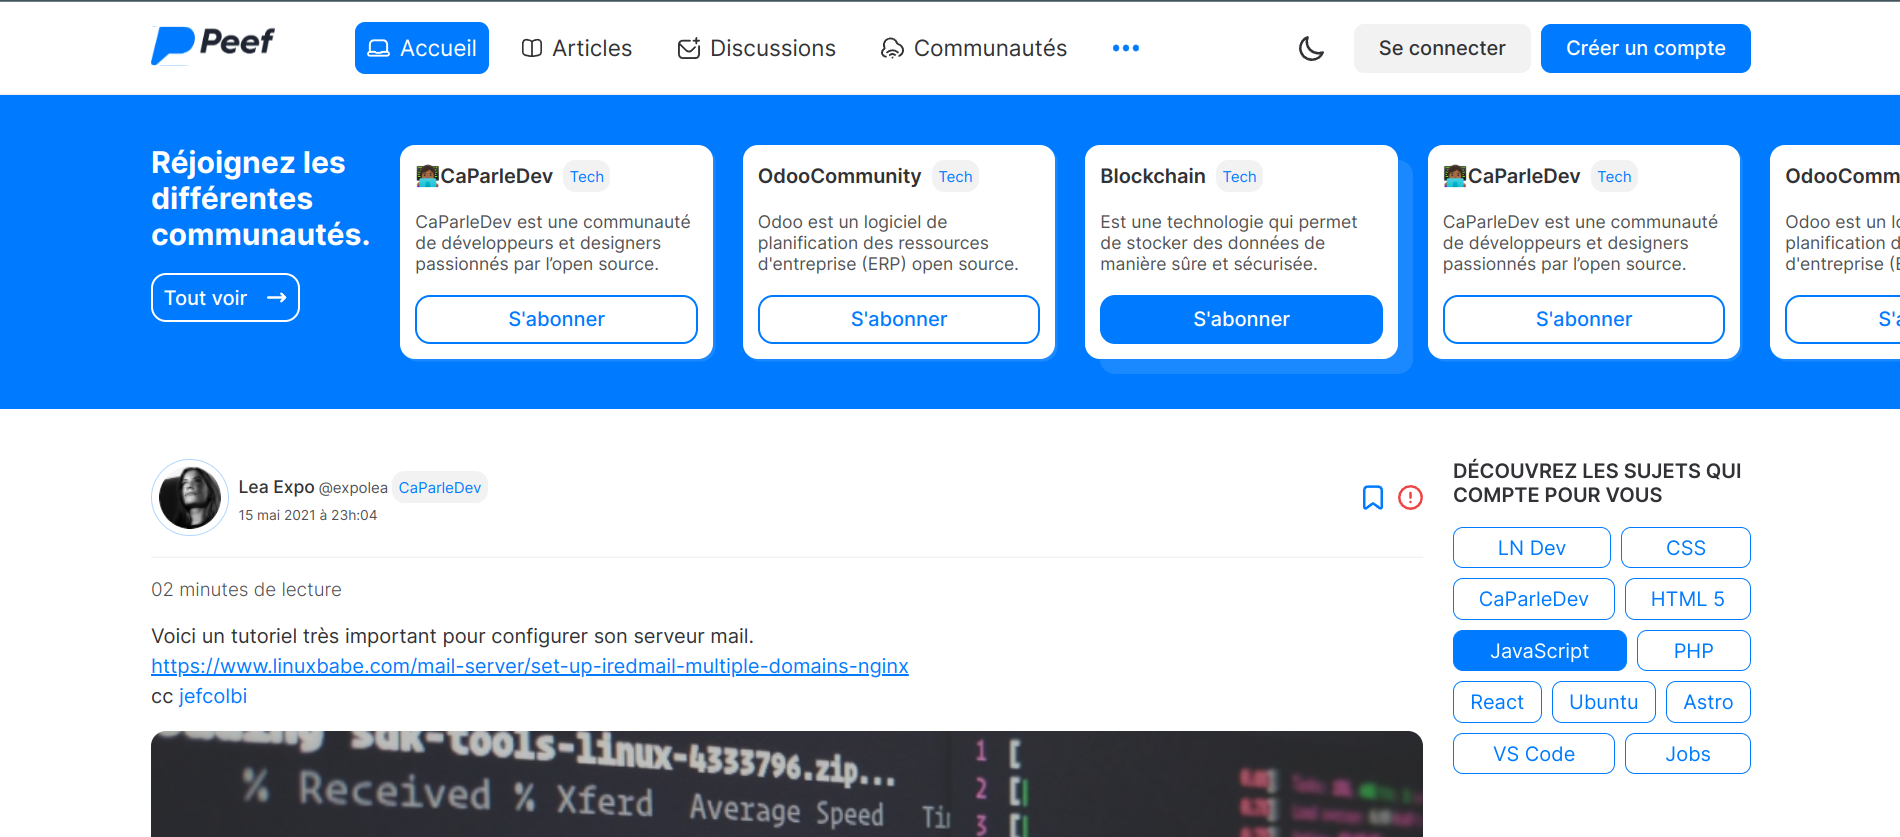 Peef
Accueil
Articles
Discussions
Communautés
Se connecter
Créer un compte
Réjoignez les
différentes
communautés.
Tout voir
CaParleDev Tech
CaParleDev est une communauté
de développeurs et designers
passionnés par l’open source.
S'abonner
OdooCommunity Tech
Odoo est un logiciel de
planification des ressources
d'entreprise (ERP) open source.
S'abonner
Blockchain Tech
Est une technologie qui permet
de stocker des données de
manière sûre et sécurisée.
S'abonner
CaParleDev Tech
CaParleDev est une communauté
de développeurs et designers
passionnés par l’open source.
S'abonner
OdooComm
Odoo est un
planification
d'entreprise
Lea Expo @expolea CaParleDev
15 mai 2021 à 23h:04
02 minutes de lecture
Voici un tutoriel très important pour configurer son serveur mail.
https://www.linuxbabe.com/mail-server/set-up-iredmail-multiple-domains-nginx
cc jefcolbi
sdk-tools-linux-4333796.zip...
% Received % Xferd Average Speed
1 [
2 [
3 [
DÉCOUVREZ LES SUJETS QUI
COMPTE POUR VOUS
LN Dev
CSS
CaParleDev
HTML 5
JavaScript
PHP
React
Ubuntu
Astro
VS Code
Jobs